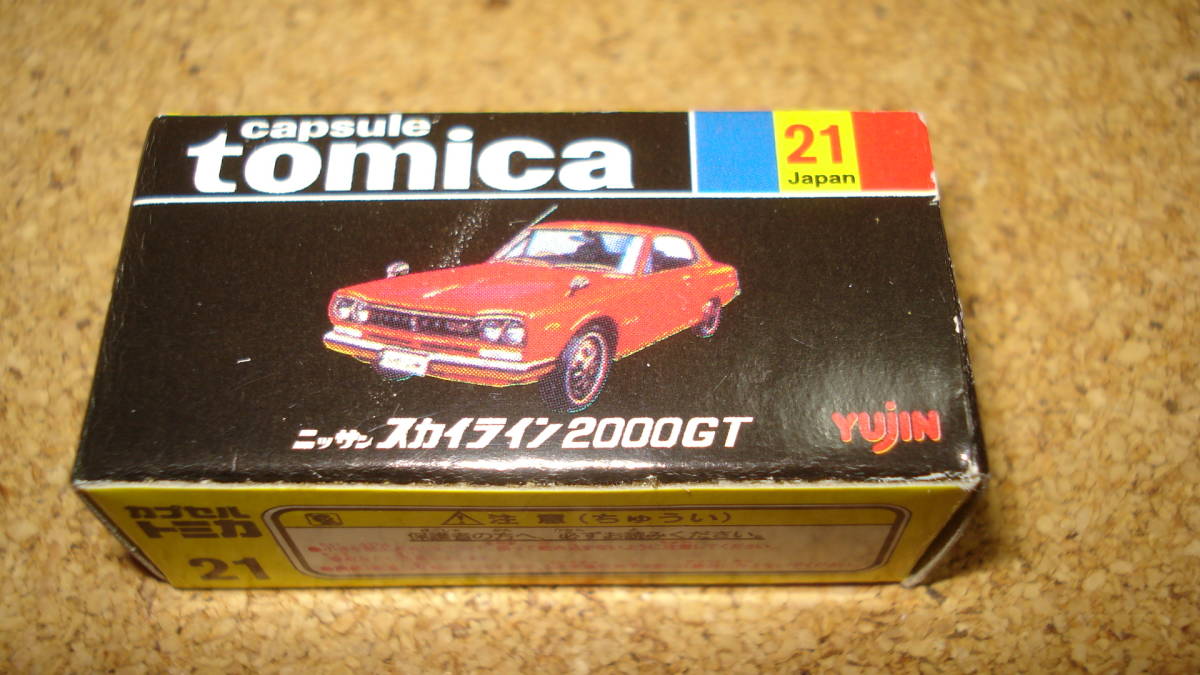 capsule
tomica
21
Japan
ニッサン スカイライン 2000GT
YUJIN
カプセル
トミカ
21
注意(ちゅうい)
保護者の方へ 必ずお読みください。